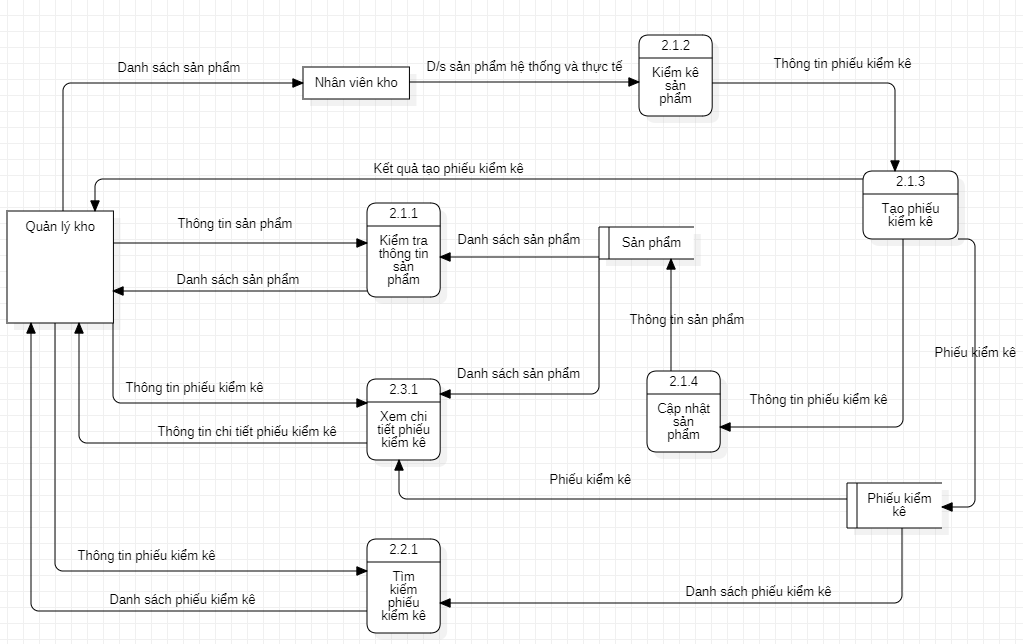 2.1.2
Danh sách sản phẩm
D/s sản phẩm hệ thống và thực tế
Thông tin phiếu kiểm kê
Nhân viên kho
Kiểm kê
sản
phẩm
Kết quả tạo phiếu kiểm kê
2.1.3
Tạo phiếu
kiểm kê
2.1.1
Quản lý kho
Thông tin sản phẩm
Kiểm tra
thông tin
sản
phẩm
Danh sách sản phẩm
Sản phẩm
Danh sách sản phẩm
Thông tin sản phẩm
Phiếu kiểm kê
Danh sách sản phẩm
2.1.4
Thông tin phiếu kiểm kê
2.3.1
Xem chi
tiết phiếu
kiểm kê
Cập nhật
sản
phẩm
Thông tin phiếu kiểm kê
Thông tin chi tiết phiếu kiểm kê
Phiếu kiểm kê
Phiếu kiểm
kê
2.2.1
Thông tin phiếu kiểm kê
Tìm
kiếm
phiếu
kiểm kê
Danh sách phiếu kiểm kê
Danh sách phiếu kiểm kê